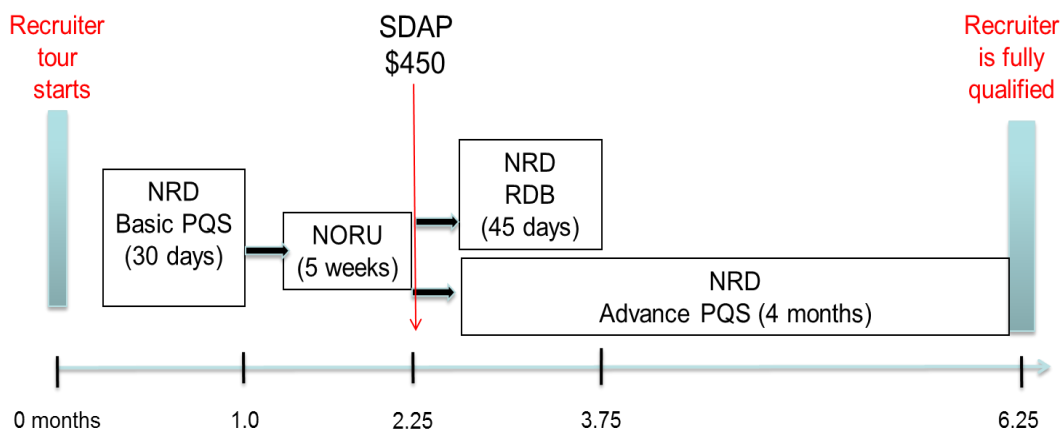 Recruiter
tour
starts
SDAP
$450
Recruiter
is fully
qualified
NRD
Basic PQS
(30 days)
NORU
(5 weeks)
NRD
RDB
(45 days)
NRD
Advance PQS (4 months)
0 months
1.0
2.25
3.75
6.25